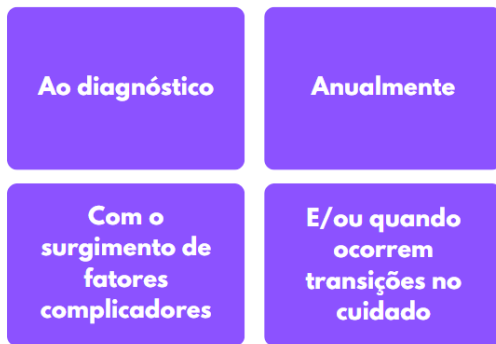 Ao diagnóstico
Anualmente
Com o
surgimento de
fatores
complicadores
E/ou quando
ocorrem
transições no
cuidado